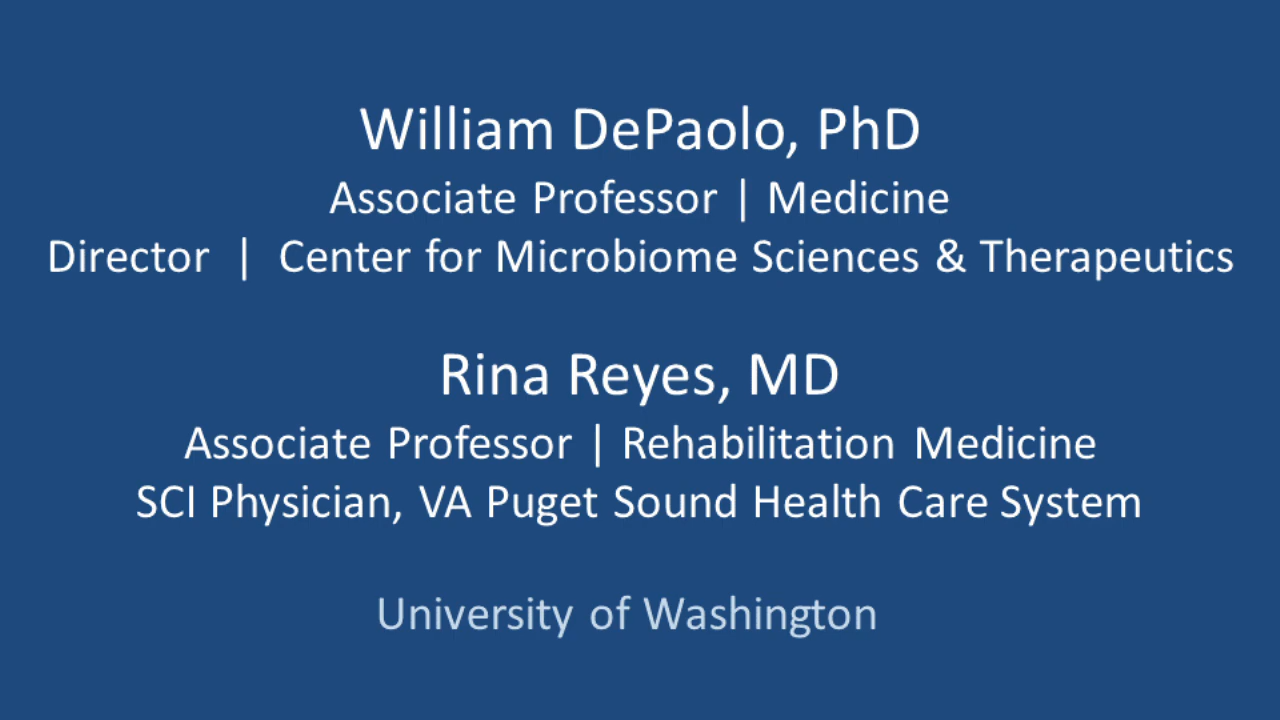 William DePaolo, PhD
Associate Professor | Medicine
Director | Center for Microbiome Sciences & Therapeutics
Rina Reyes, MD
Associate Professor | Rehabilitation Medicine
SCI Physician, VA Puget Sound Health Care System
University of Washington